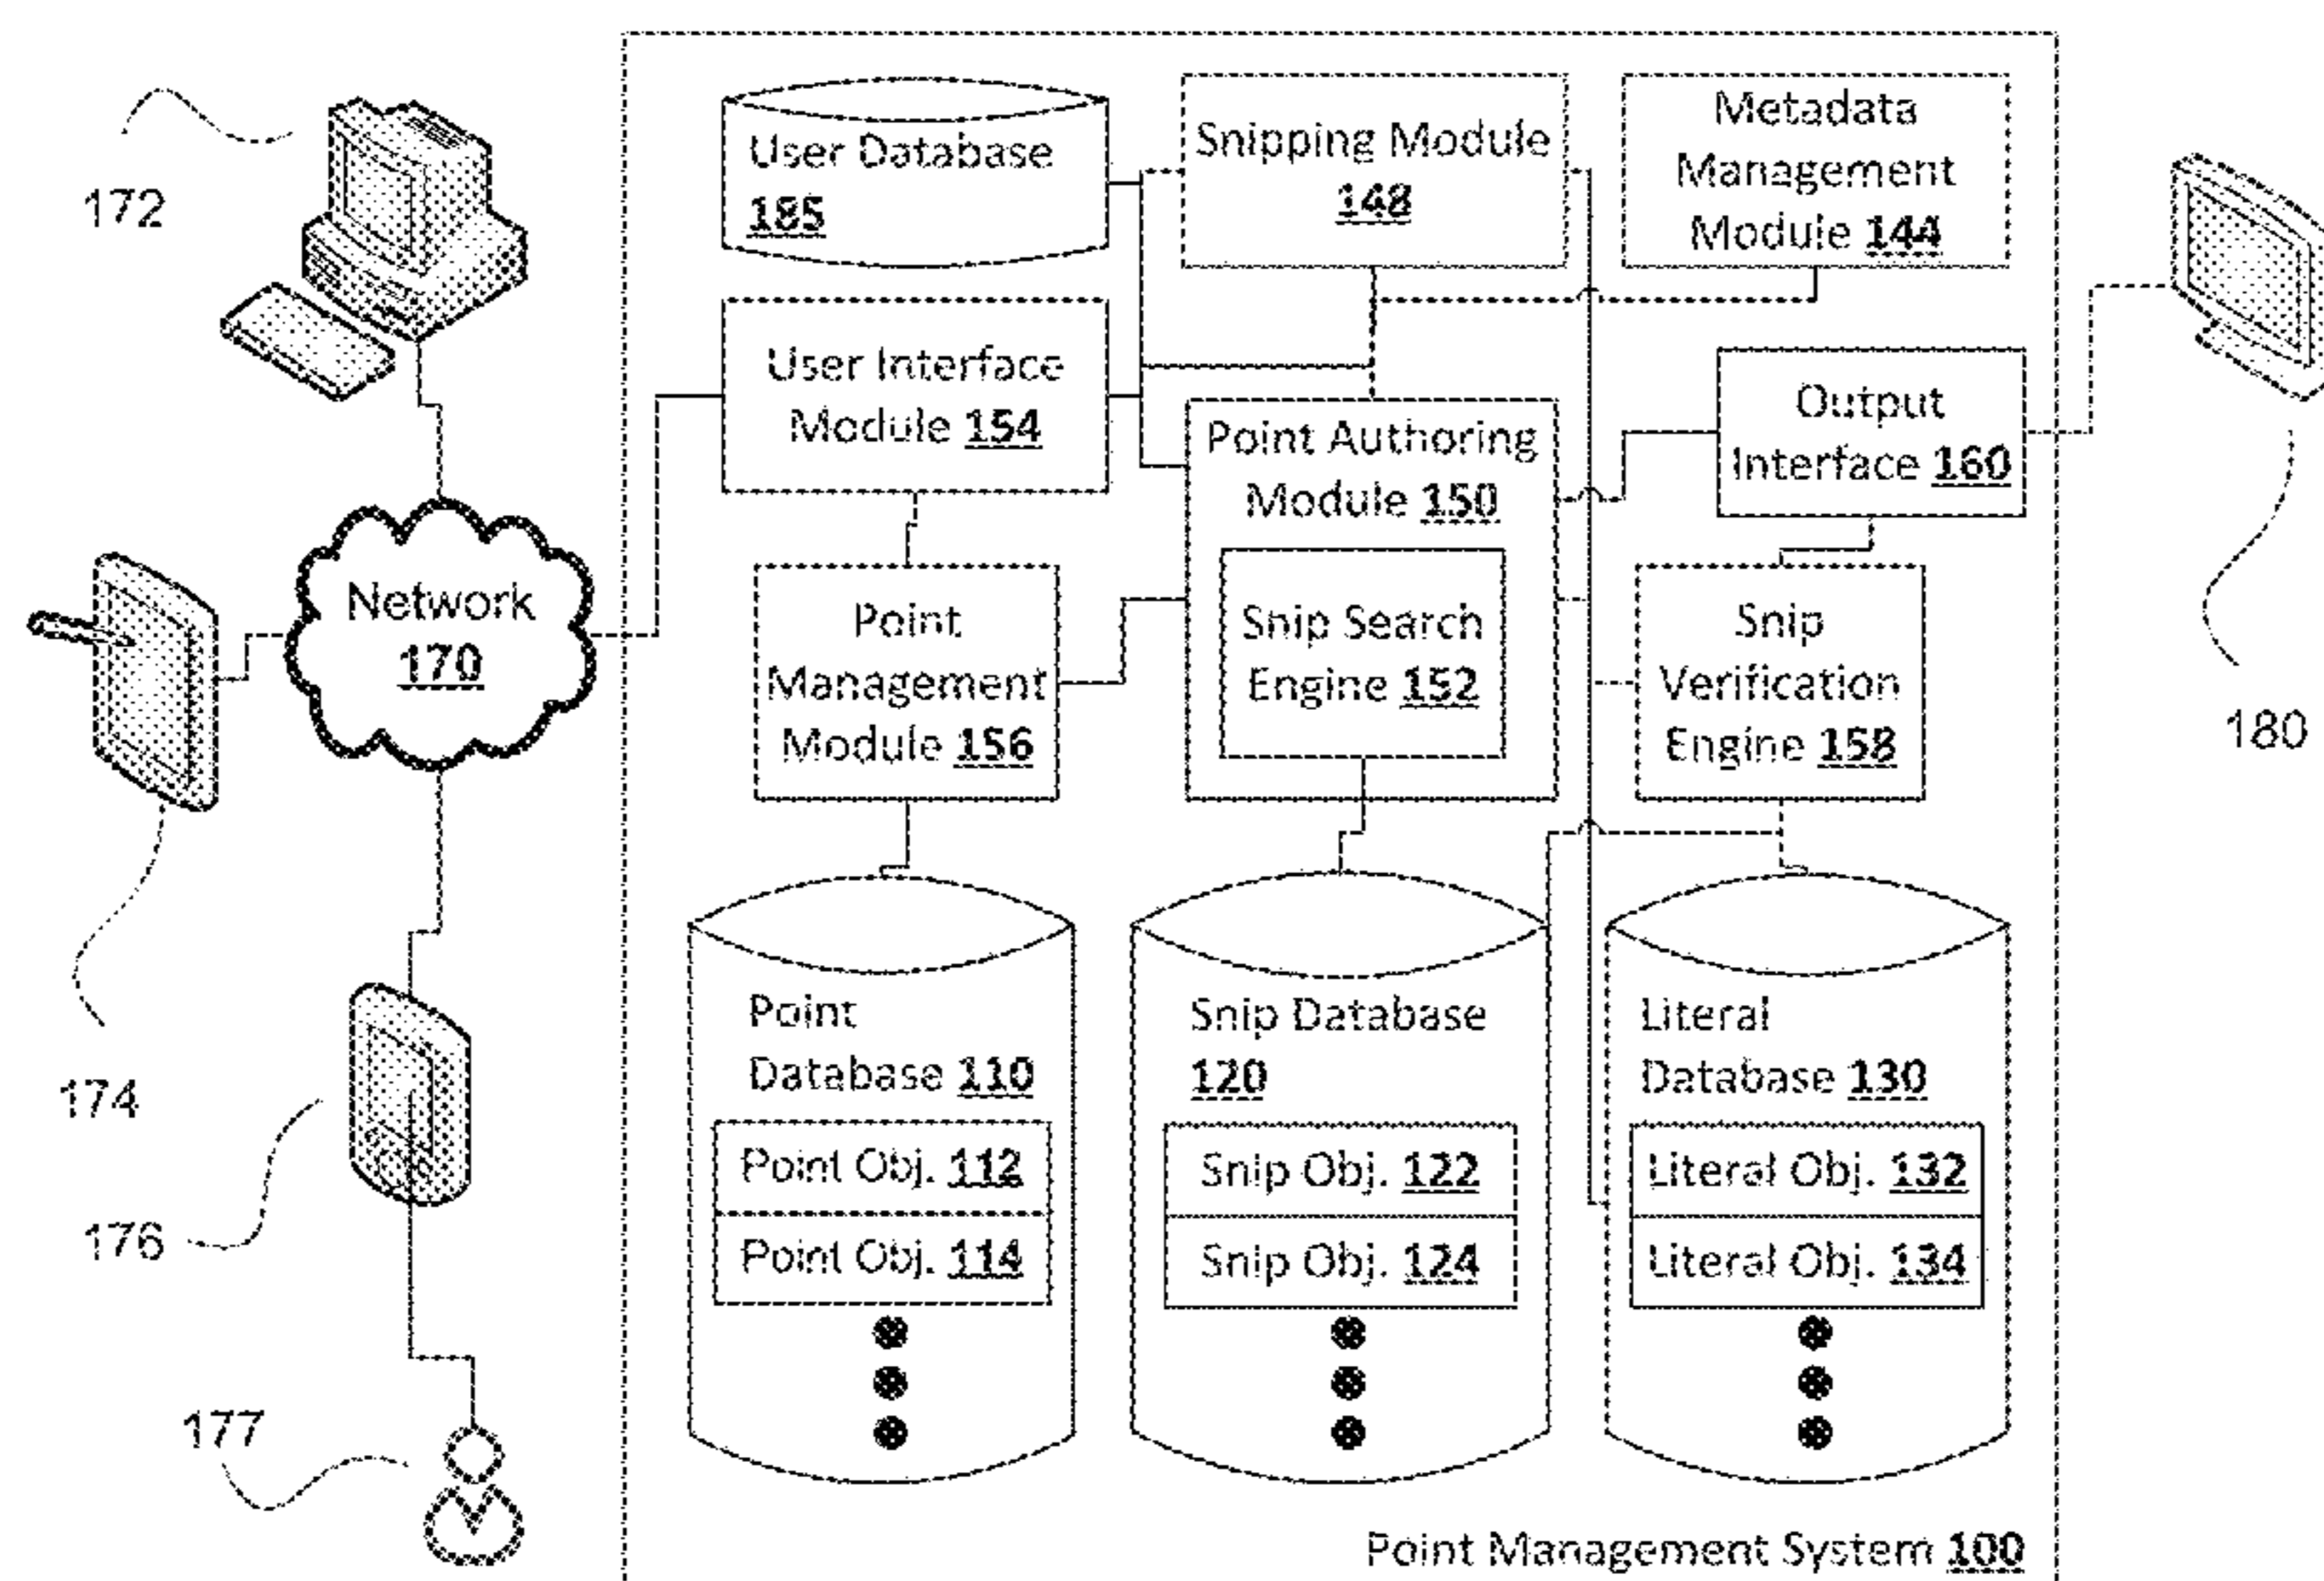 172
User Database
185
Snipping Module
148
Metadata
Management
Module 144
User Interface
Module 154
Point Authoring
Module 150
Output
Interface 160
Network
170
Point
Management
Module 156
Snip Search
Engine 152
Snip
Verification
Engine 158
180
174
176
177
Point
Database 110
Point Obj. 112
Point Obj. 114
Snip Database
120
Snip Obj. 122
Snip Obj. 124
Literal
Database 130
Literal Obj. 132
Literal Obj. 134
Point Management System 100